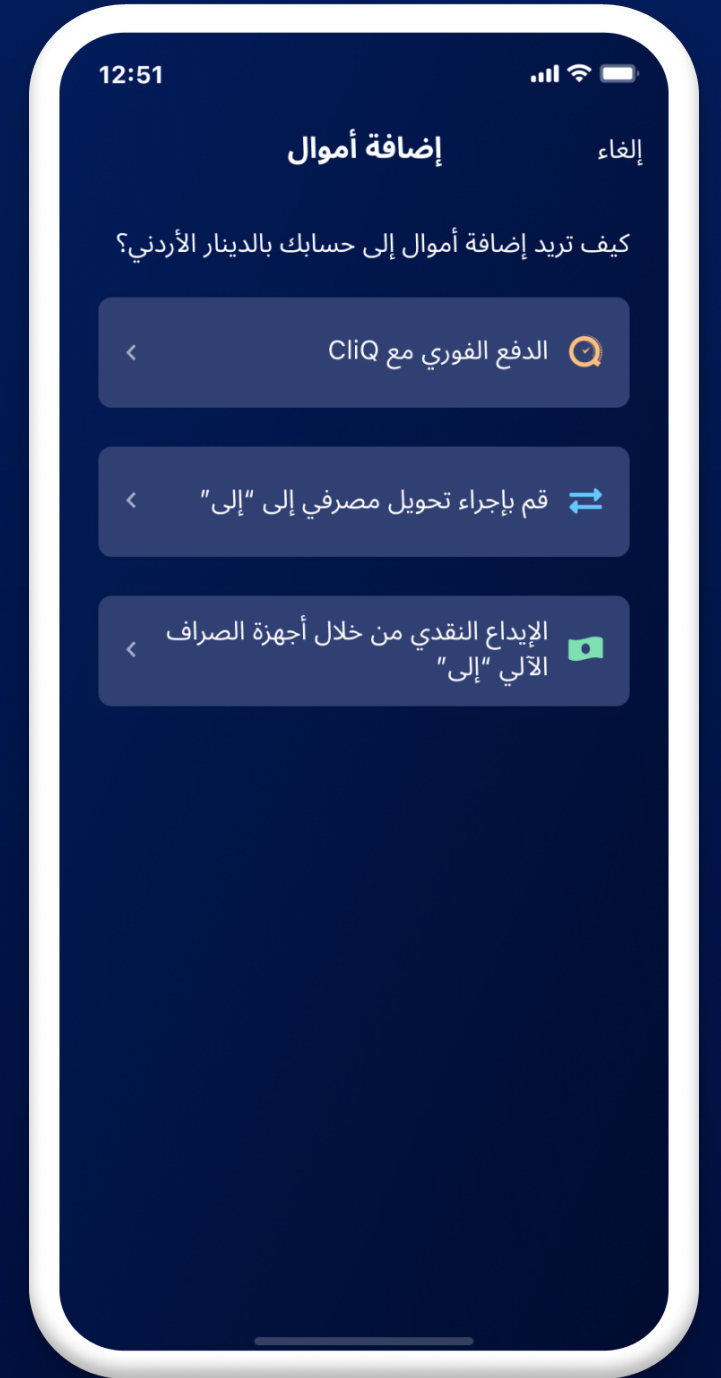 12:51
إلغاء
إضافة أموال
كيف تريد إضافة أموال إلى حسابك بالدينار الأردني؟
الدفع الفوري مع CliQ
قم بإجراء تحويل مصرفي إلى “إلى”
الإيداع النقدي من خلال أجهزة الصراف
الآلي “إلى”